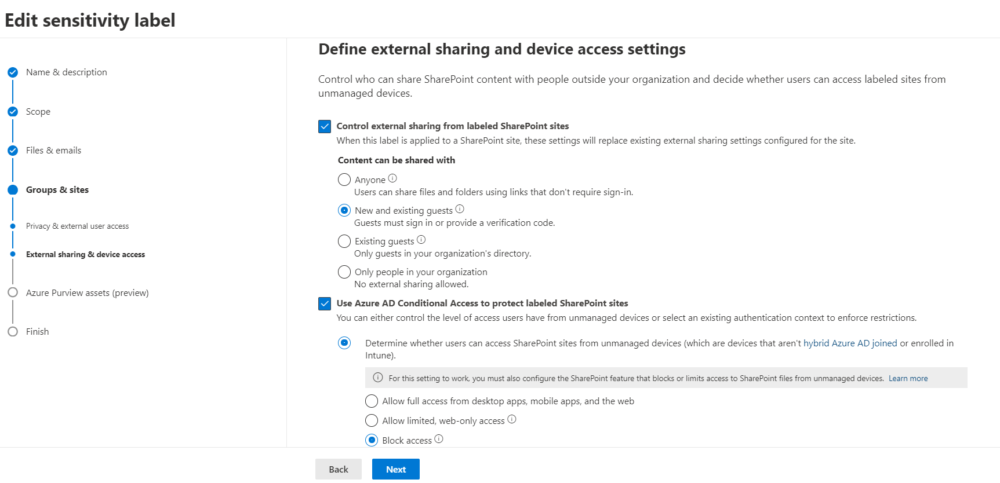 Edit sensitivity label
Name & description
Scope
Files & emails
Groups & sites
Privacy & external user access
External sharing & device access
Azure Purview assets (preview)
Finish
Define external sharing and device access settings
Control who can share SharePoint content with people outside your organization and decide whether users can access labeled sites from
unmanaged devices.
Control external sharing from labeled SharePoint sites
When this label is applied to a SharePoint site, these settings will replace existing external sharing settings configured for the site.
Content can be shared with
Anyone
Users can share files and folders using links that don't require sign-in.
New and existing guests
Guests must sign in or provide a verification code.
Existing guests
Only guests in your organization's directory.
Only people in your organization
No external sharing allowed.
Use Azure AD Conditional Access to protect labeled SharePoint sites
You can either control the level of access users have from unmanaged devices or select an existing authentication context to enforce restrictions.
Determine whether users can access SharePoint sites from unmanaged devices (which are devices that aren't hybrid Azure AD joined or enrolled in
Intune).
For this setting to work, you must also configure the SharePoint feature that blocks or limits access to SharePoint files from unmanaged devices. Learn more
Allow full access from desktop apps, mobile apps, and the web
Allow limited, web-only access
Block access
Back
Next